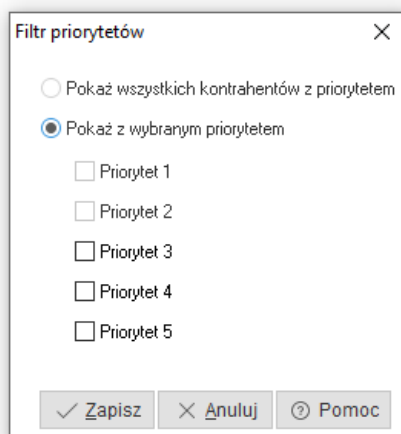 Filtr priorytetów
Pokaż wszystkich kontrahentów z priorytetem
Pokaż z wybranym priorytetem
Priorytet 1
Priorytet 2
Priorytet 3
Priorytet 4
Priorytet 5
Zapisz Anuluj Pomoc